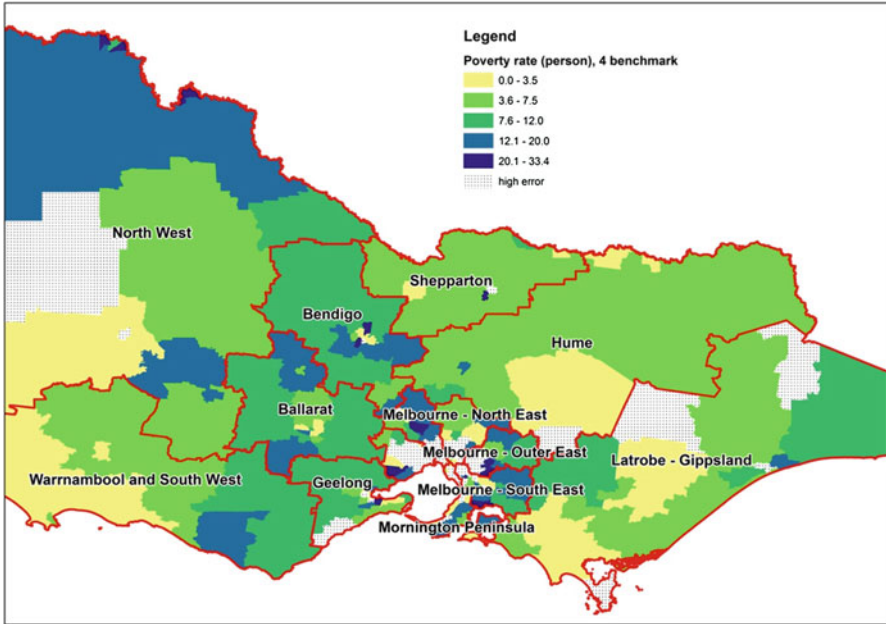 Legend
Poverty rate (person), 4 benchmark
0.0 - 3.5
3.6 - 7.5
7.6 - 12.0
12.1 - 20.0
20.1 - 33.4
high error
North West
Shepparton
Bendigo
Hume
Ballarat
Melbourne - North East
Melbourne - Outer East
Latrobe - Gippsland
Warrnambool and South West
Geelong
Melbourne - South East
Mornington Peninsula